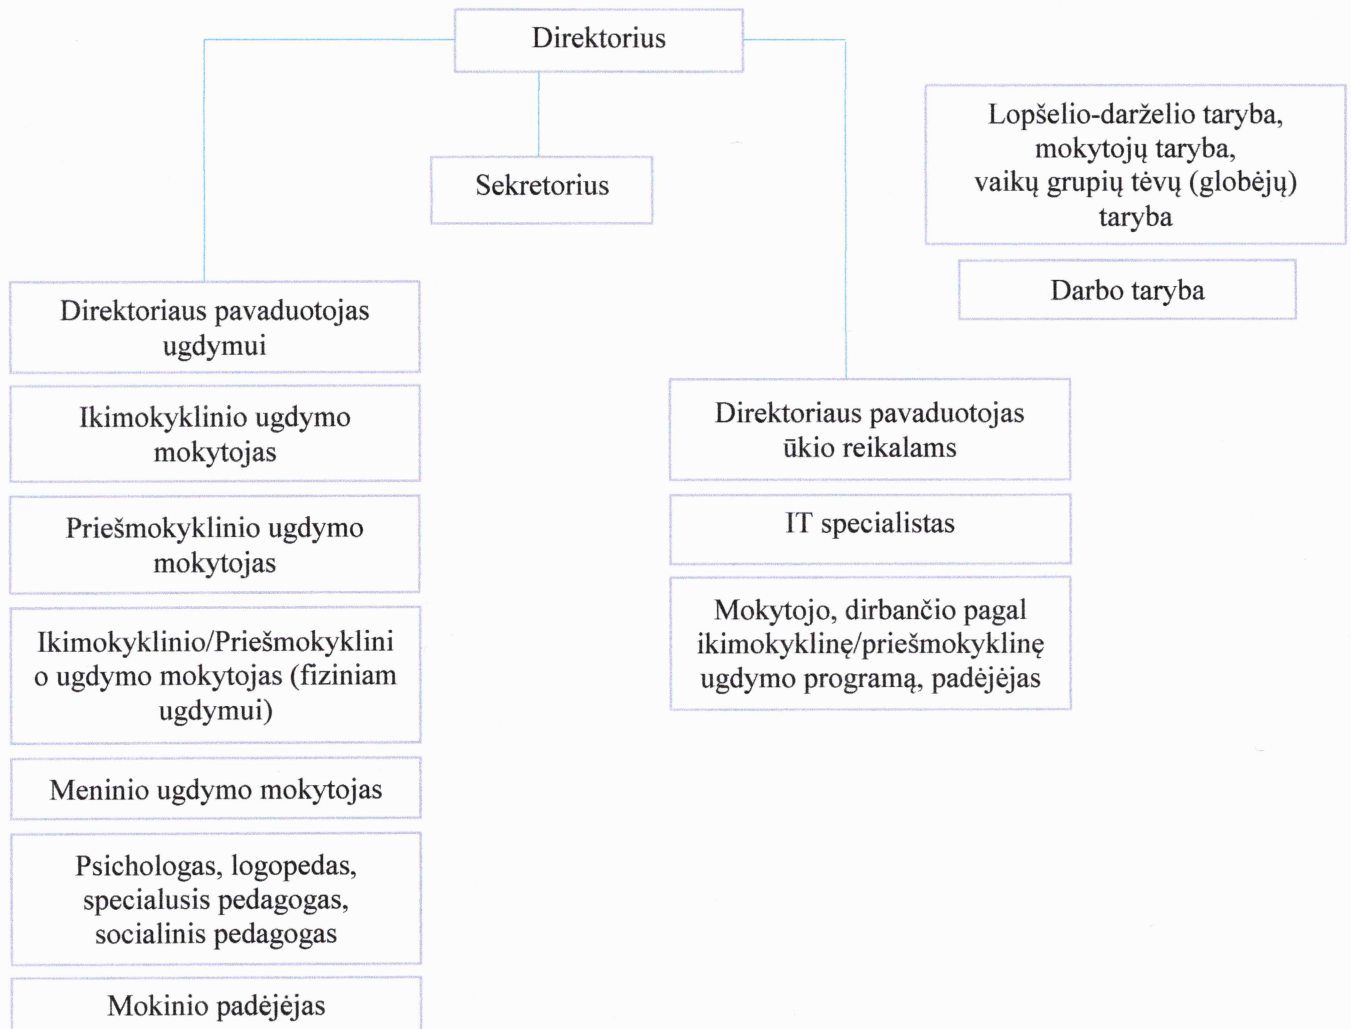 Direktorius
Sekretorius
Lopšelio-darželio taryba,
mokytojų taryba,
vaikų grupių tėvų (globėjų)
taryba
Darbo taryba
Direktoriaus pavaduotojas
ugdymui
Ikimokyklinio ugdymo
mokytojas
Priešmokyklinio ugdymo
mokytojas
Ikimokyklinio/Priešmokyklini
o ugdymo mokytojas (fiziniam
ugdymui)
Meninio ugdymo mokytojas
Psichologas, logopedas,
specialusis pedagogas,
socialinis pedagogas
Mokinio padėjėjas
Direktoriaus pavaduotojas
ūkio reikalams
IT specialistas
Mokytojo, dirbančio pagal
ikimokyklinę/priešmokyklinę
ugdymo programą, padėjėjas